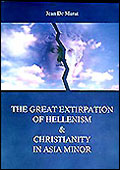 Jean De Murat
THE GREAT EXTIRPATION
OF HELLENISM
&
CHRISTIANITY
IN ASIA MINOR